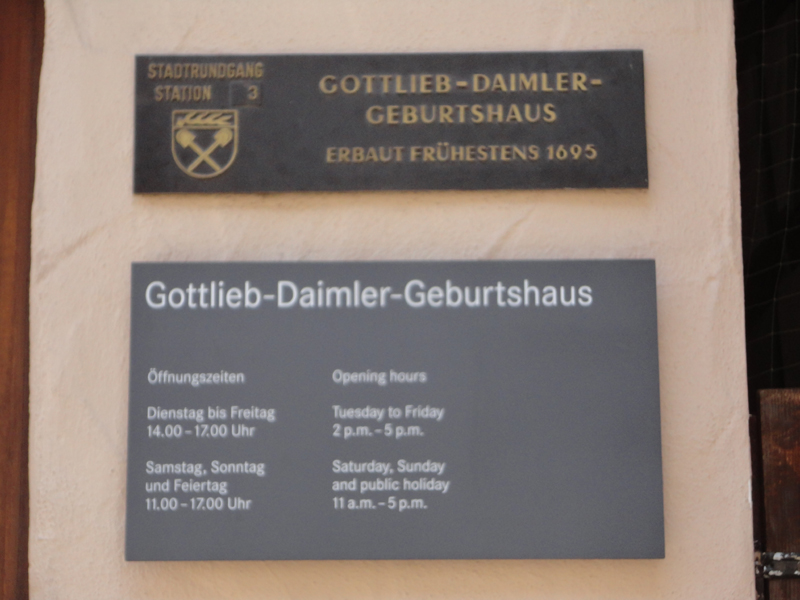 STADTRUNDGANG
STATION 3
GOTTLIEB-DAIMLER-
GEBURTSHAUS
ERBAUT FRÜHESTENS 1695
Gottlieb-Daimler-Geburtshaus
Öffnungszeiten
Dienstag bis Freitag
14.00 – 17.00 Uhr
Samstag, Sonntag
und Feiertag
11.00 – 17.00 Uhr
Opening hours
Tuesday to Friday
2 p.m. – 5 p.m.
Saturday, Sunday
and public holiday
11 a.m. – 5 p.m.